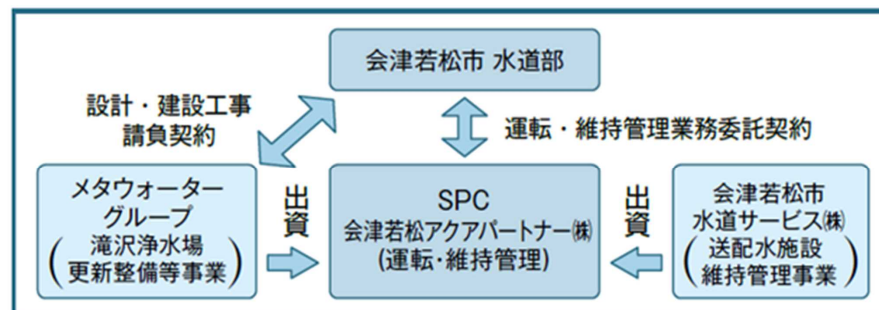 会津若松市 水道部
設計・建設工事
請負契約
運転・維持管理業務委託契約
メタウォーター
グループ
(滝沢浄水場
更新整備等事業)
出資
SPC
会津若松アクアパートナー㈱
(運転・維持管理)
出資
会津若松市
水道サービス㈱
(送配水施設
維持管理事業)